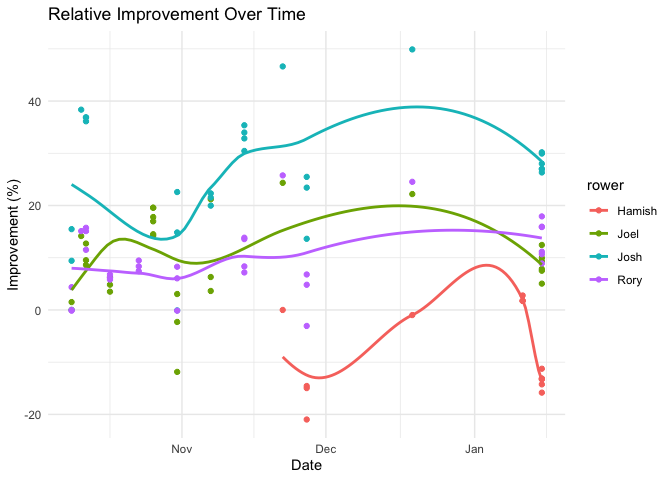 Relative Improvement Over Time
Improvement (%)
40
20
0
-20
Nov
Dec
Jan
Date
rower
Hamish
Joel
Josh
Rory